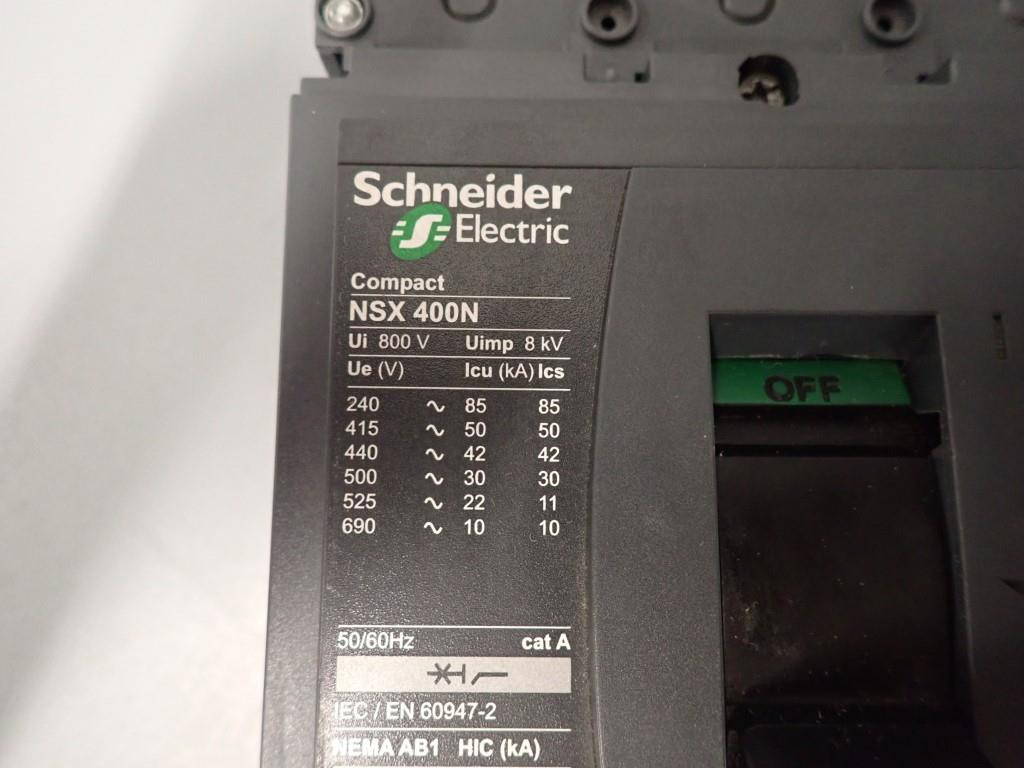 Schneider
Electric
Compact
NSX 400N
Ui 800 V Uimp 8 kV
Ue (V) Icu (kA) Ics
240 ~ 85 85
415 ~ 50 50
440 ~ 42 42
500 ~ 30 30
525 ~ 22 11
690 ~ 10 10
50/60Hz cat A
IEC / EN 60947-2
NEMA AB1 HIC (kA)
OFF